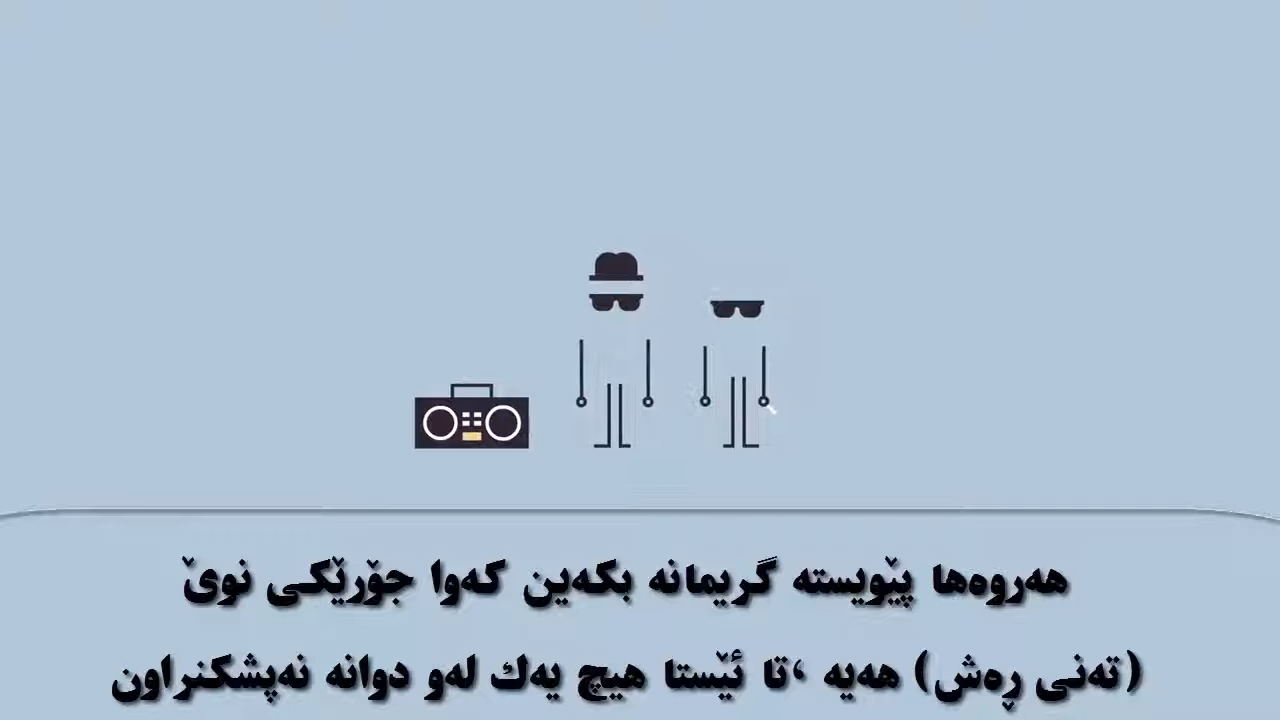 هەروەها پێویستە گریمانە بکەین کەوا جۆرێکی نوێ
(تەنی ڕەش) هەیە ،تا ئێستا هیچ یەك لەو دوانە نەپشکنراون